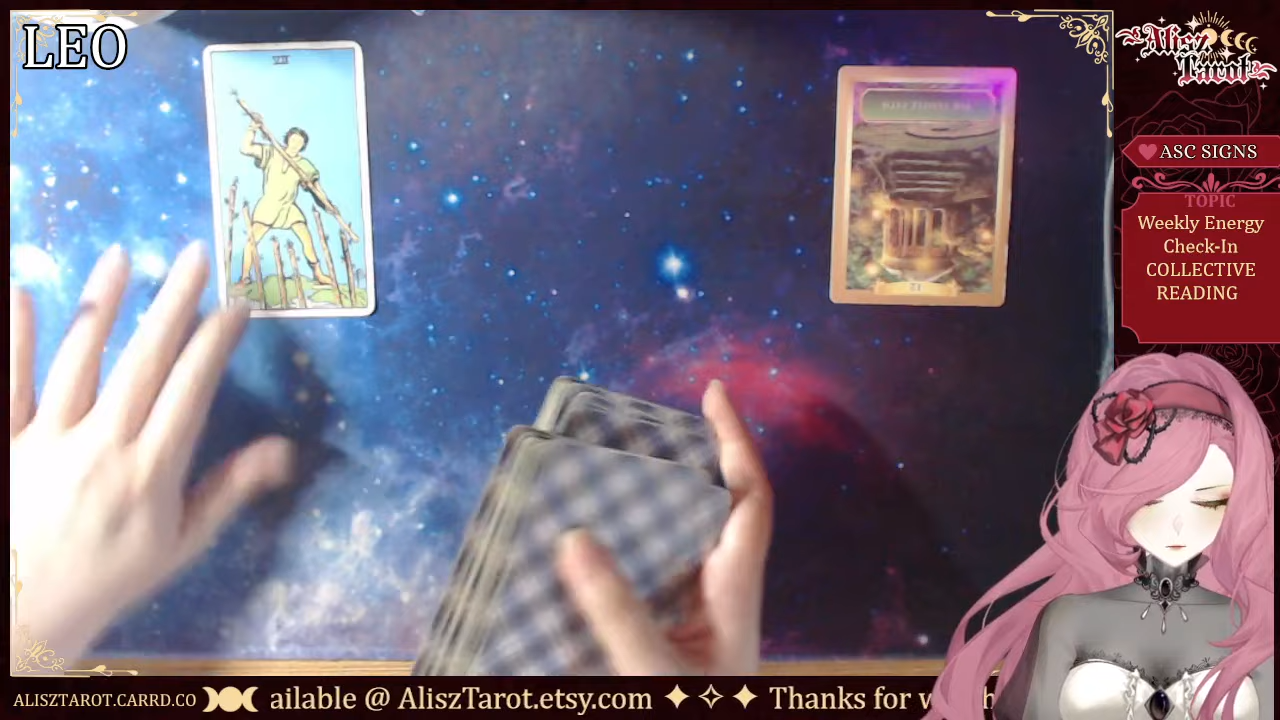 LEO
VII
Alisz
Tarot
ASC SIGNS
TOPIC
Weekly Energy
Check-In
COLLECTIVE
READING
ALISZTAROT.CARRD.CO
ailable @ AliszTarot.etsy.com ✦✧✦ Thanks for w